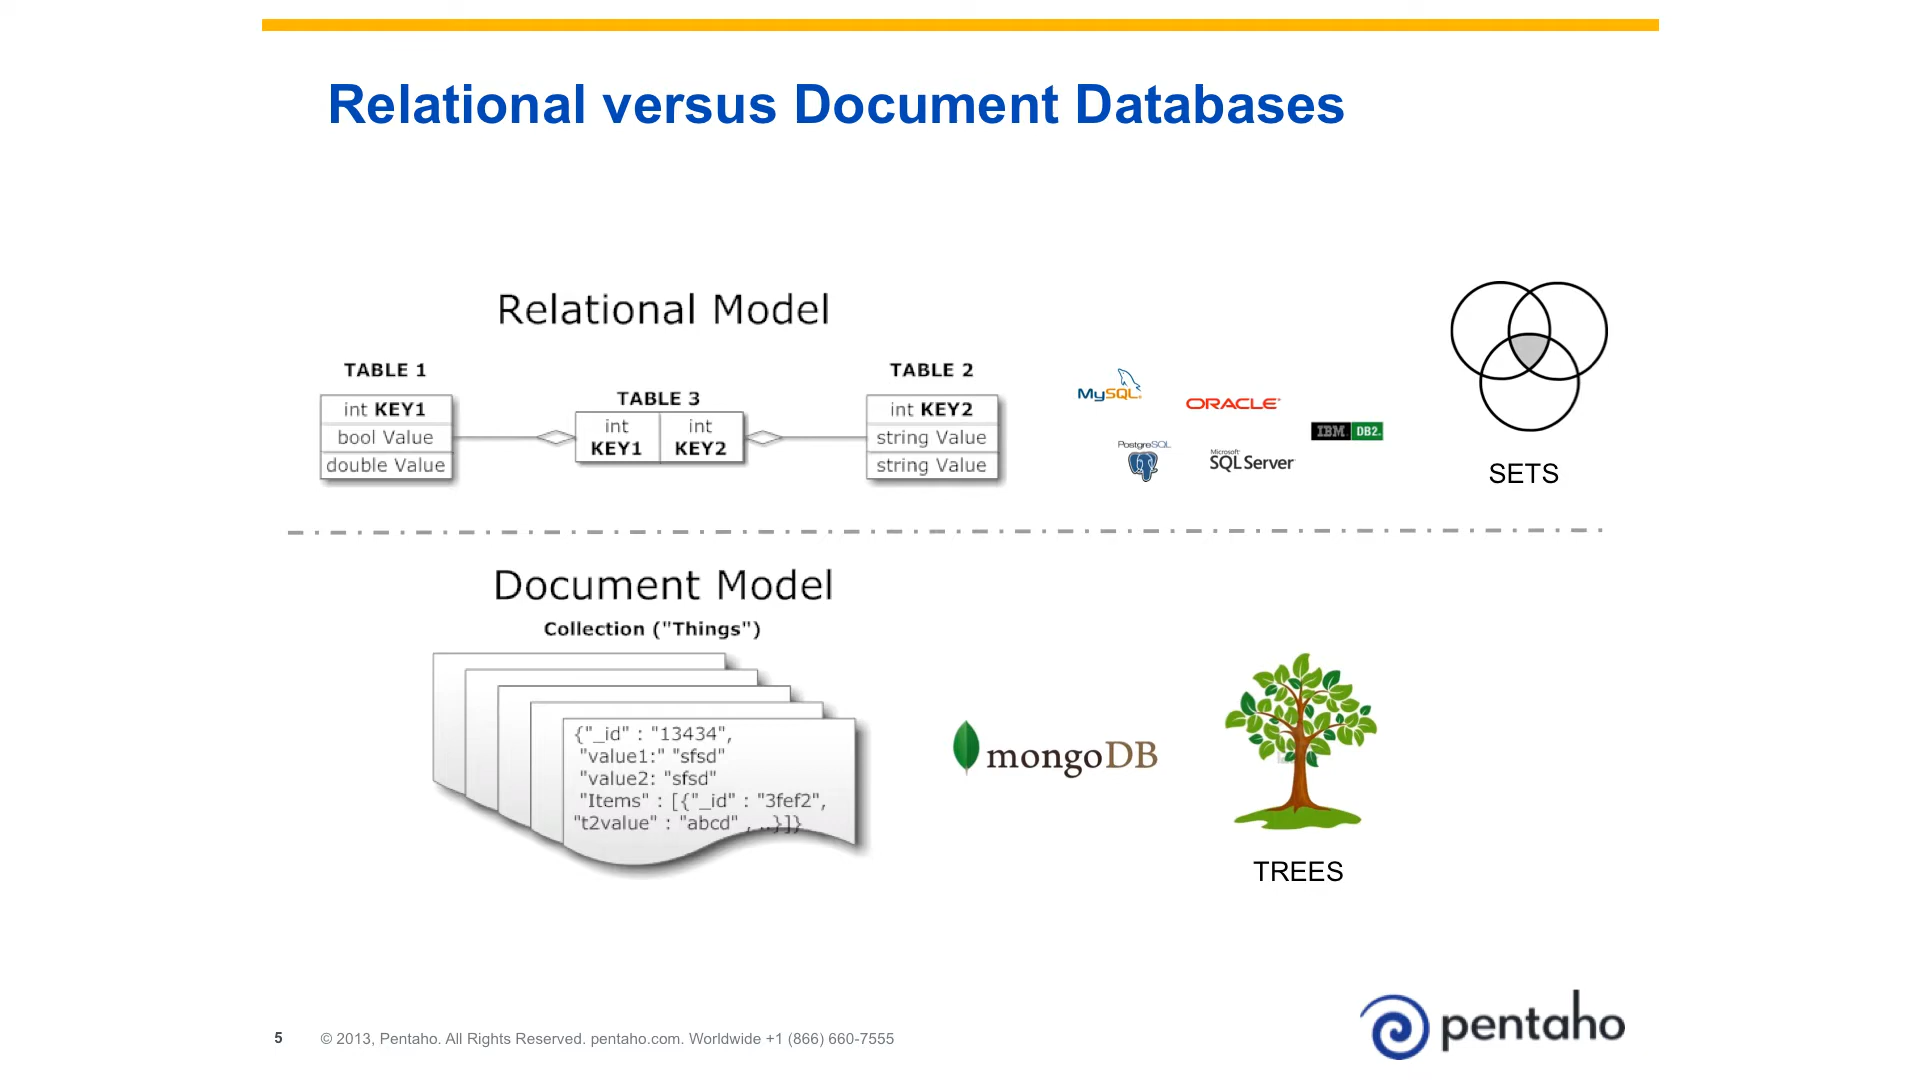 Relational versus Document Databases
Relational Model
TABLE 1
int KEY1
bool Value
double Value
TABLE 3
int KEY1
int KEY2
TABLE 2
int KEY2
string Value
string Value
MySQL
ORACLE
PostgreSQL
Microsoft
SQL Server
IBM DB2.
SETS
Document Model
Collection ("Things")
{"_id" : "13434",
"value1:" "sfsd"
"value2: "sfsd"
"Items" : [{"_id" : "3fef2",
"t2value" : "abcd" , ..}]}
mongoDB
TREES
5 © 2013, Pentaho. All Rights Reserved. pentaho.com. Worldwide +1 (866) 660-7555
pentaho